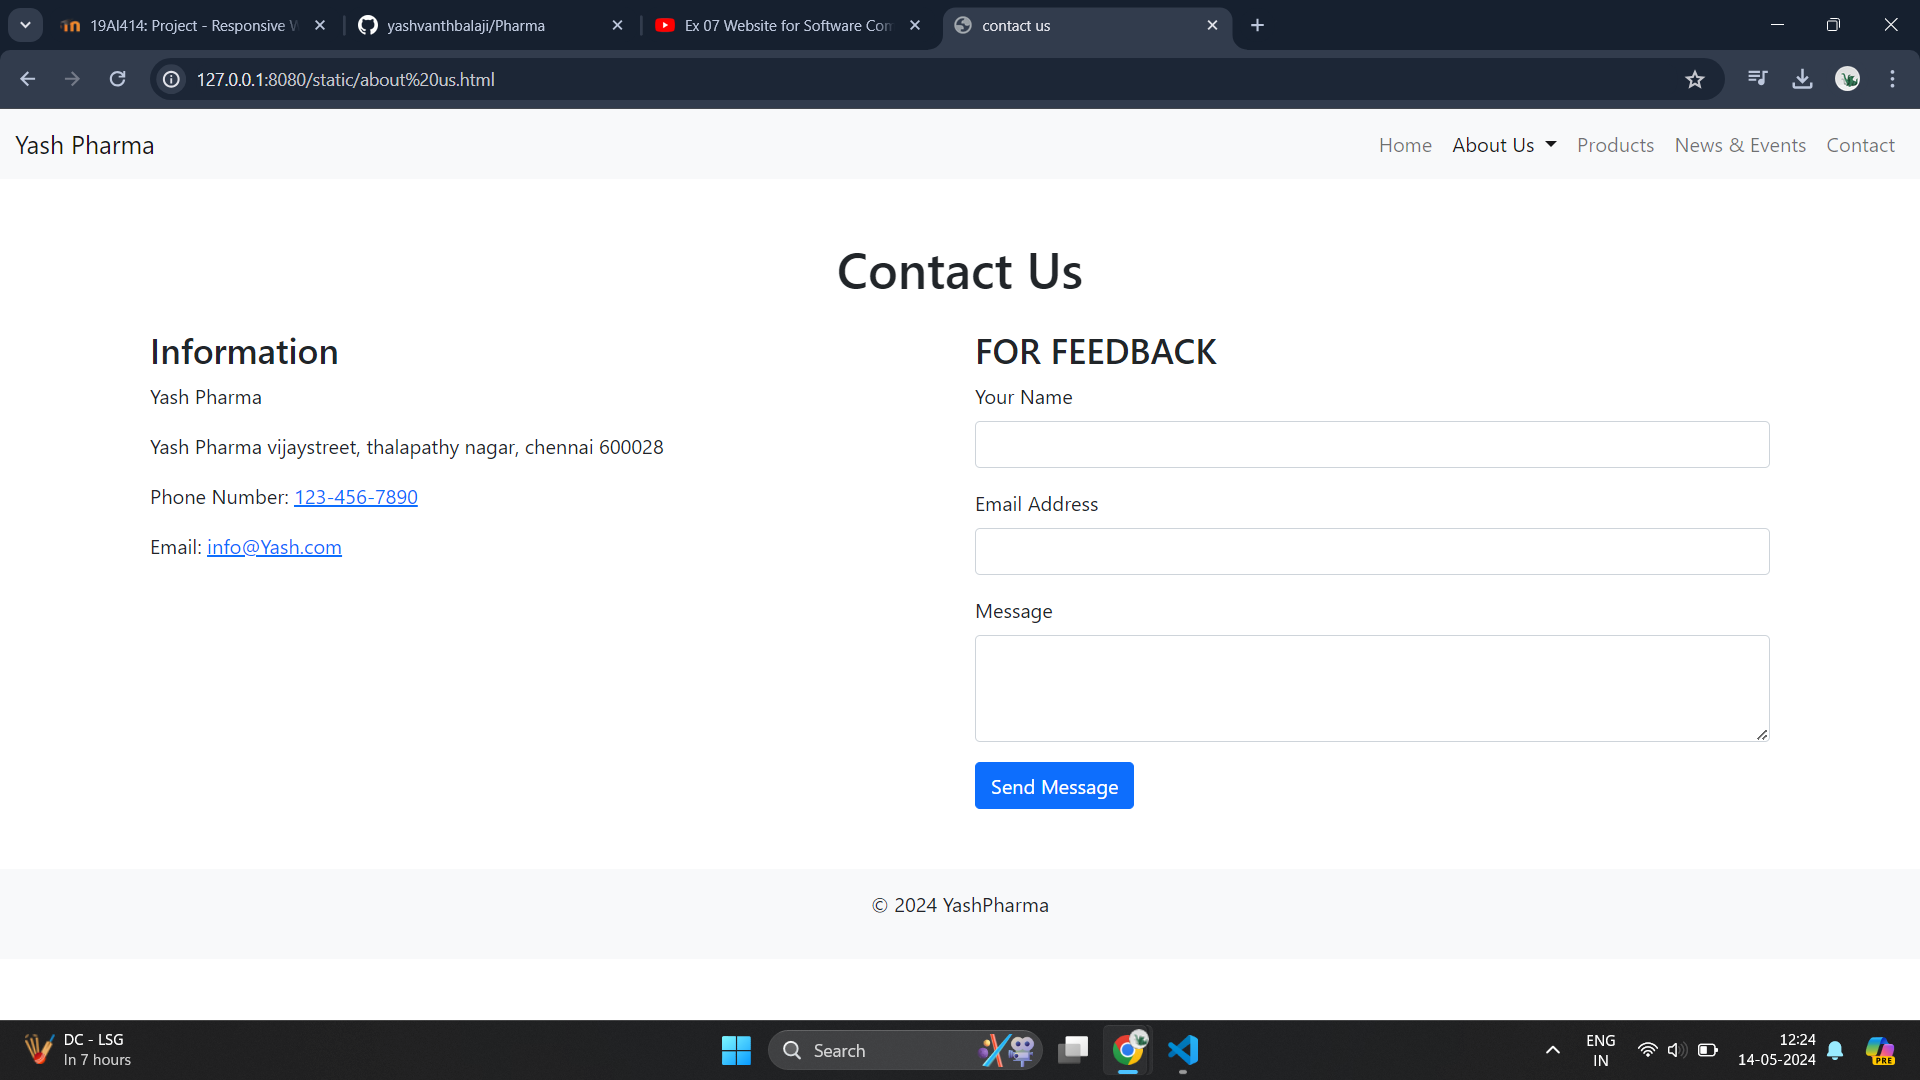 19AI414: Project - Responsive W
yashvanthbalaji/Pharma
Ex 07 Website for Software Con
contact us
127.0.0.1:8080/static/about%20us.html
Yash Pharma
Home About Us Products News & Events Contact
Contact Us
Information
Yash Pharma
Yash Pharma vijaystreet, thalapathy nagar, chennai 600028
Phone Number: 123-456-7890
Email: info@Yash.com
FOR FEEDBACK
Your Name
Email Address
Message
Send Message
© 2024 YashPharma
DC - LSG
In 7 hours
Search
ENG
IN
12:24
14-05-2024
PRE